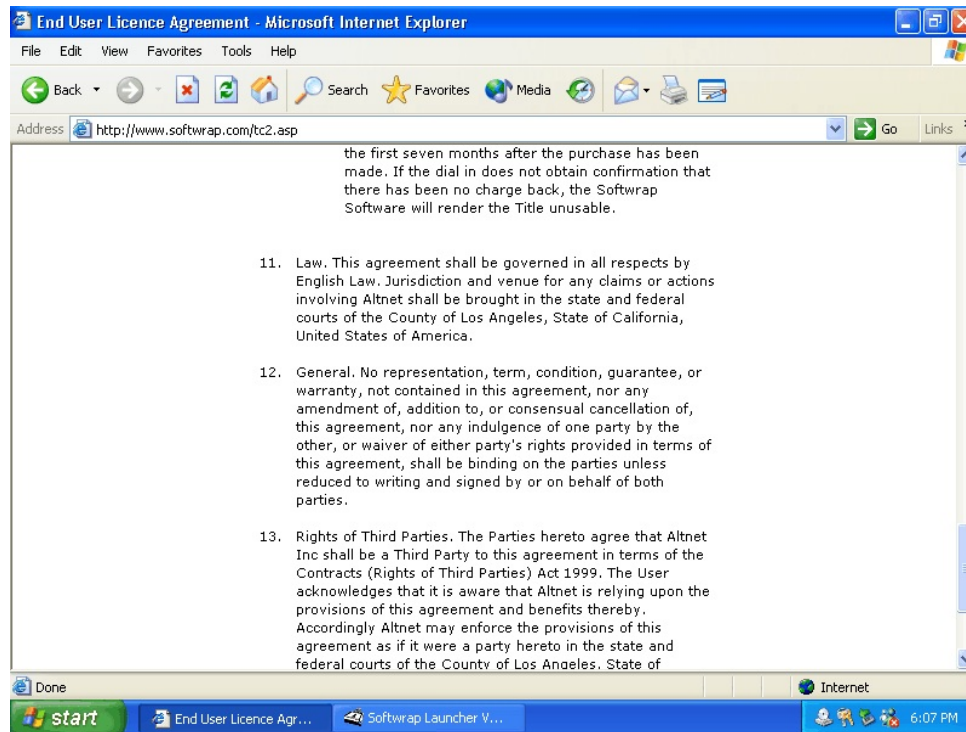 End User Licence Agreement - Microsoft Internet Explorer
File Edit View Favorites Tools Help
Back Search Favorites Media
Address http://www.softwrap.com/tc2.asp Go Links
the first seven months after the purchase has been
made. If the dial in does not obtain confirmation that
there has been no charge back, the Softwrap
Software will render the Title unusable.
11. Law. This agreement shall be governed in all respects by
English Law. Jurisdiction and venue for any claims or actions
involving Altnet shall be brought in the state and federal
courts of the County of Los Angeles, State of California,
United States of America.
12. General. No representation, term, condition, guarantee, or
warranty, not contained in this agreement, nor any
amendment of, addition to, or consensual cancellation of,
this agreement, nor any indulgence of one party by the
other, or waiver of either party's rights provided in terms of
this agreement, shall be binding on the parties unless
reduced to writing and signed by or on behalf of both
parties.
13. Rights of Third Parties. The Parties hereto agree that Altnet
Inc shall be a Third Party to this agreement in terms of the
Contracts (Rights of Third Parties) Act 1999. The User
acknowledges that it is aware that Altnet is relying upon the
provisions of this agreement and benefits thereby.
Accordingly Altnet may enforce the provisions of this
agreement as if it were a party hereto in the state and
federal courts of the County of Los Angeles, State of
Done Internet
start End User Licence Agr... Softwrap Launcher V... 6:07 PM